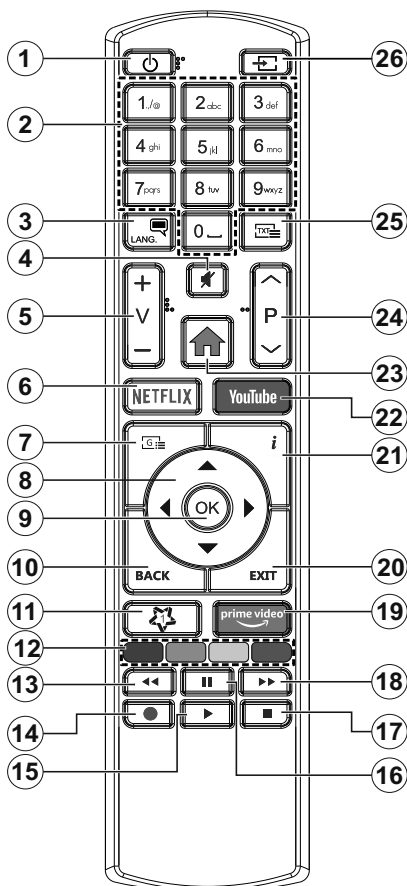 1
26
1./@
2abc
3def
2
4ghi
5jkl
6mno
7pqrs
8tuv
9wxyz
3
LANG.
0
TXT
25
4
+
V
–
P
5
24
23
6
NETFLIX
YouTube
22
7
G
i
21
8
9
OK
10
BACK
EXIT
20
11
1
prime video
19
12
13
18
14
17
15
16